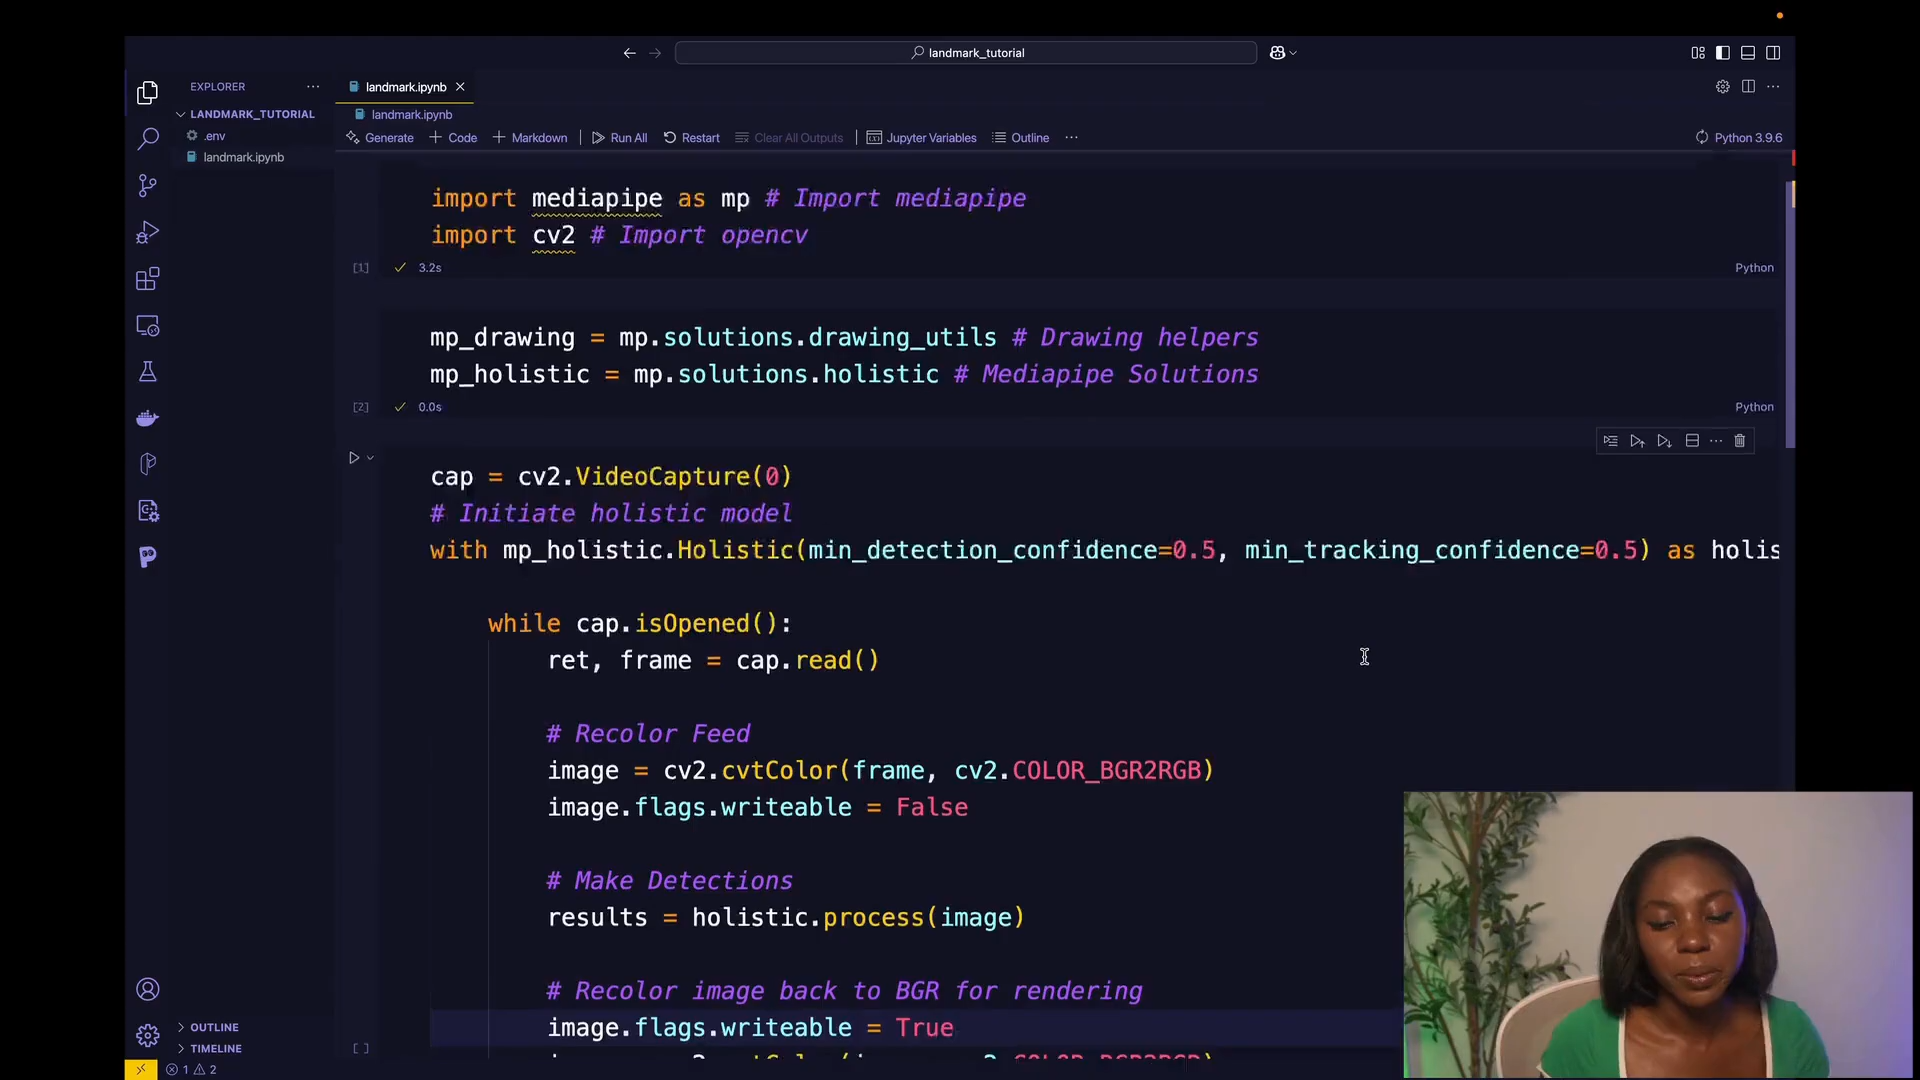 landmark_tutorial
EXPLORER
LANDMARK_TUTORIAL
.env
landmark.ipynb
landmark.ipynb
landmark.ipynb
Generate + Code + Markdown Run All Restart Clear All Outputs Jupyter Variables Outline ... Python 3.9.6
import mediapipe as mp # Import mediapipe
import cv2 # Import opencv
[1] 3.2s Python
mp_drawing = mp.solutions.drawing_utils # Drawing helpers
mp_holistic = mp.solutions.holistic # Mediapipe Solutions
[2] 0.0s Python
cap = cv2.VideoCapture(0)
# Initiate holistic model
with mp_holistic.Holistic(min_detection_confidence=0.5, min_tracking_confidence=0.5) as holis
while cap.isOpened():
ret, frame = cap.read()
# Recolor Feed
image = cv2.cvtColor(frame, cv2.COLOR_BGR2RGB)
image.flags.writeable = False
# Make Detections
results = holistic.process(image)
# Recolor image back to BGR for rendering
image.flags.writeable = True
[ ]
OUTLINE
TIMELINE
1 2